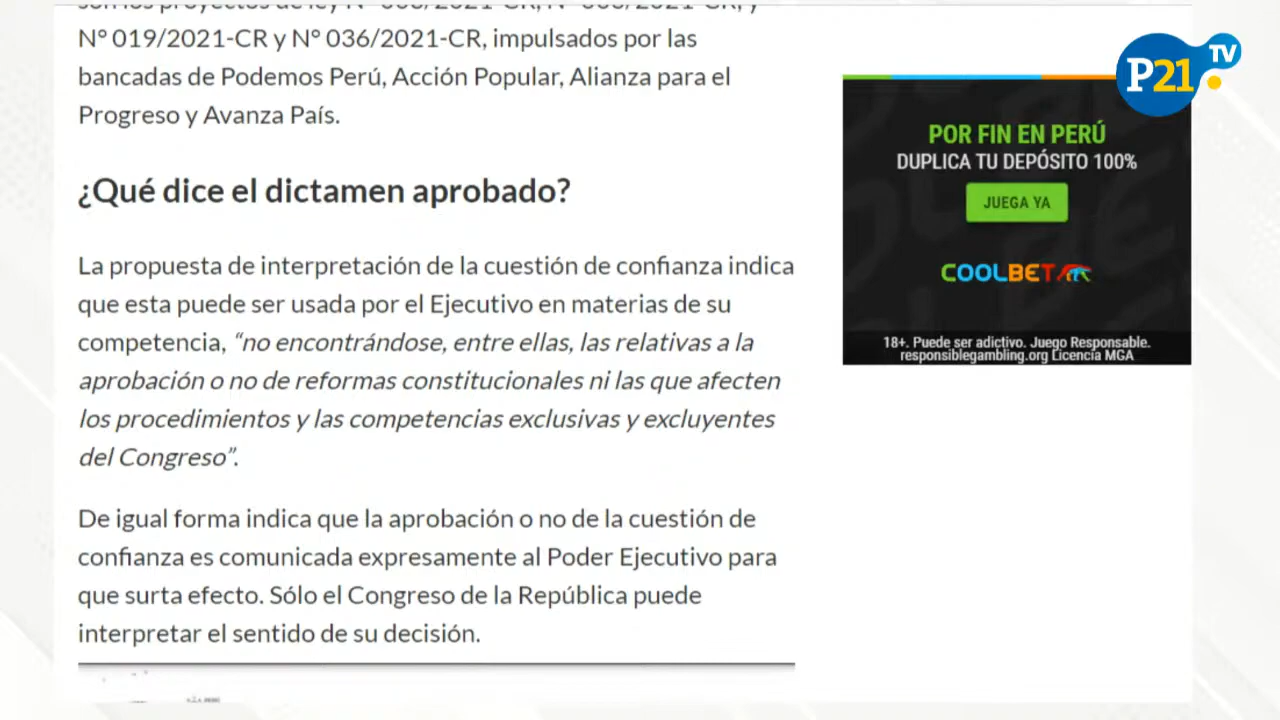 N° 019/2021-CR y N° 036/2021-CR, impulsados por las
bancadas de Podemos Perú, Acción Popular, Alianza para el
Progreso y Avanza País.
¿Qué dice el dictamen aprobado?
La propuesta de interpretación de la cuestión de confianza indica
que esta puede ser usada por el Ejecutivo en materias de su
competencia, “no encontrándose, entre ellas, las relativas a la
aprobación o no de reformas constitucionales ni las que afecten
los procedimientos y las competencias exclusivas y excluyentes
del Congreso”.
De igual forma indica que la aprobación o no de la cuestión de
confianza es comunicada expresamente al Poder Ejecutivo para
que surta efecto. Sólo el Congreso de la República puede
interpretar el sentido de su decisión.
P21 TV
POR FIN EN PERÚ
DUPLICA TU DEPÓSITO 100%
JUEGA YA
COOLBET
18+. Puede ser adictivo. Juego Responsable.
responsiblegambling.org Licencia MGA